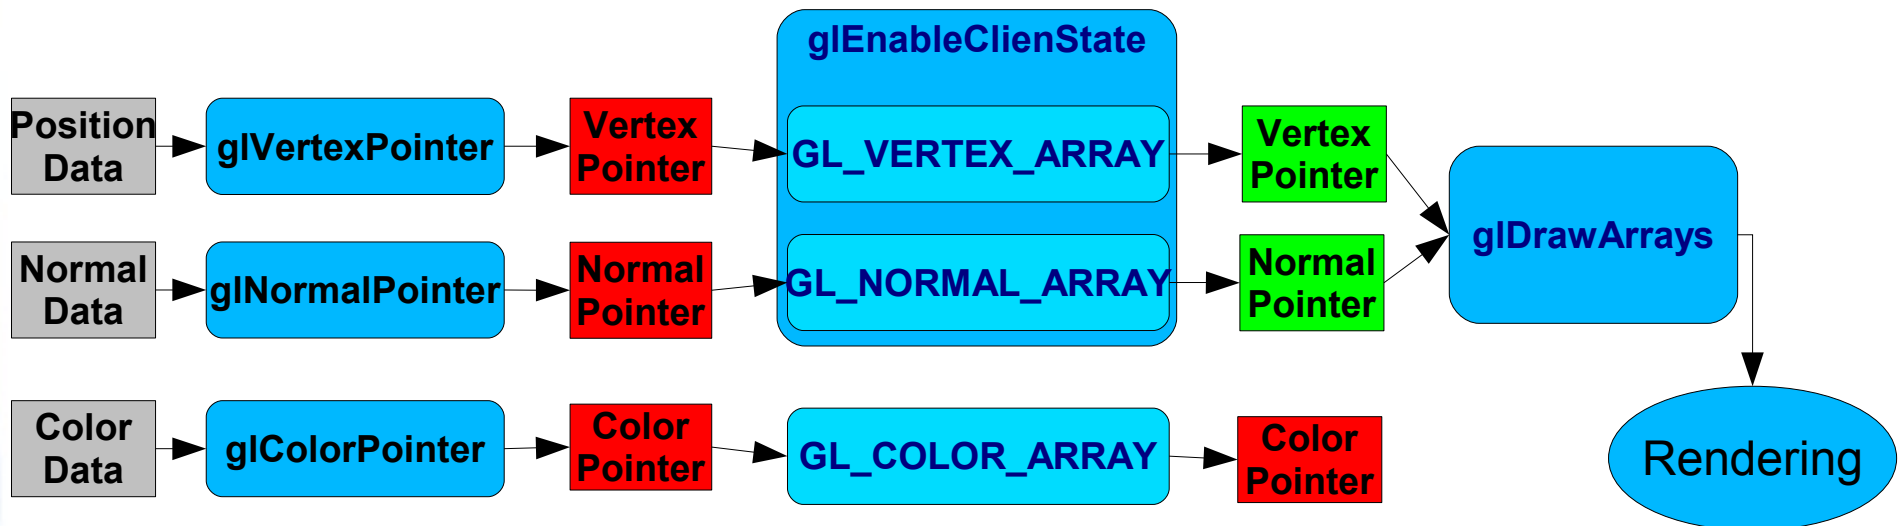 glEnableClienState
Position
Data
glVertexPointer
Vertex
Pointer
GL_VERTEX_ARRAY
Vertex
Pointer
Normal
Data
glNormalPointer
Normal
Pointer
GL_NORMAL_ARRAY
Normal
Pointer
glDrawArrays
Color
Data
glColorPointer
Color
Pointer
GL_COLOR_ARRAY
Color
Pointer
Rendering